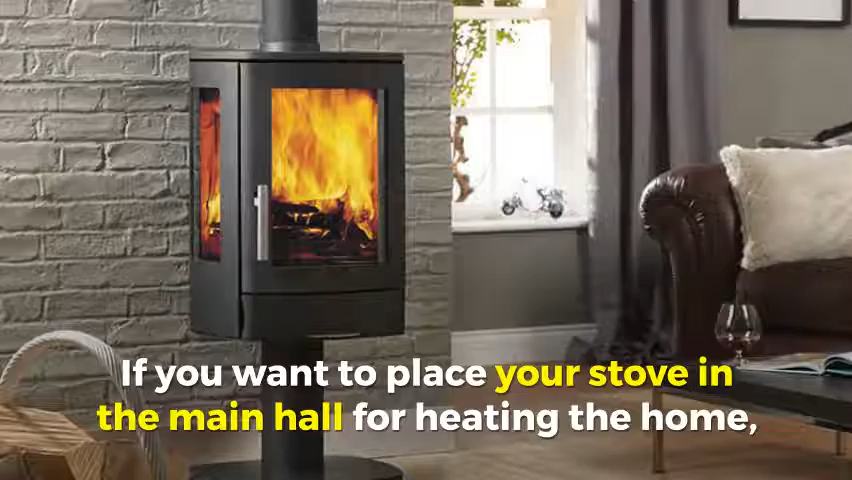 If you want to place your stove in
the main hall for heating the home,